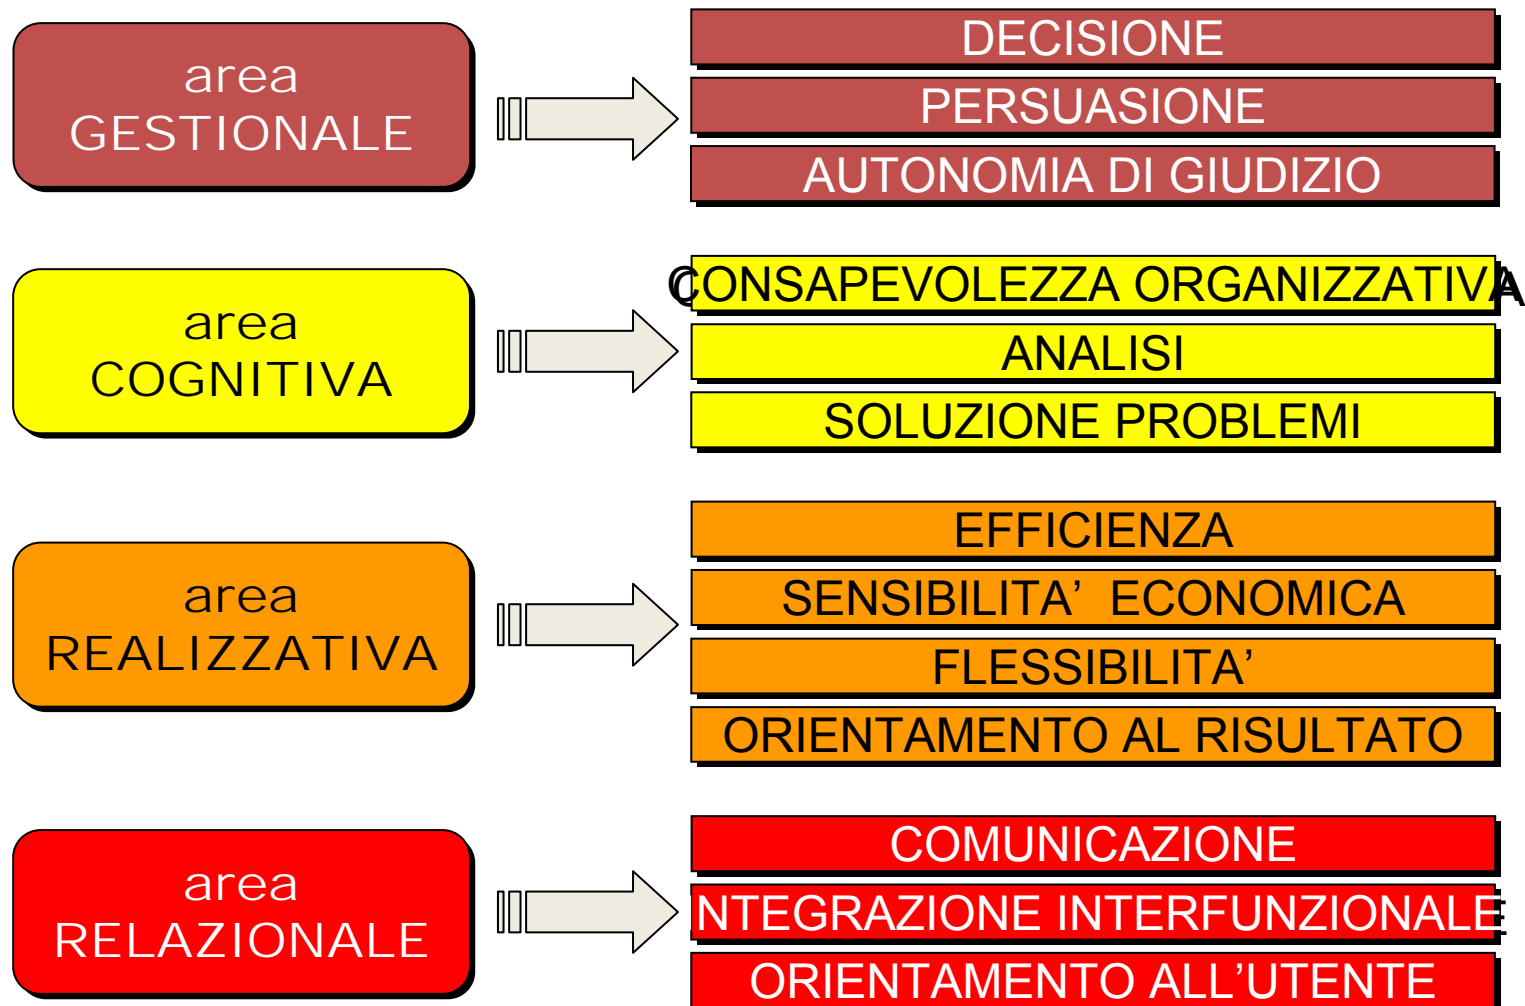 area
GESTIONALE
DECISIONE
PERSUASIONE
AUTONOMIA DI GIUDIZIO
area
COGNITIVA
CONSAPEVOLEZZA ORGANIZZATIVA
ANALISI
SOLUZIONE PROBLEMI
area
REALIZZATIVA
EFFICIENZA
SENSIBILITA’ ECONOMICA
FLESSIBILITA’
ORIENTAMENTO AL RISULTATO
area
RELAZIONALE
COMUNICAZIONE
NTEGRAZIONE INTERFUNZIONALE
ORIENTAMENTO ALL’UTENTE